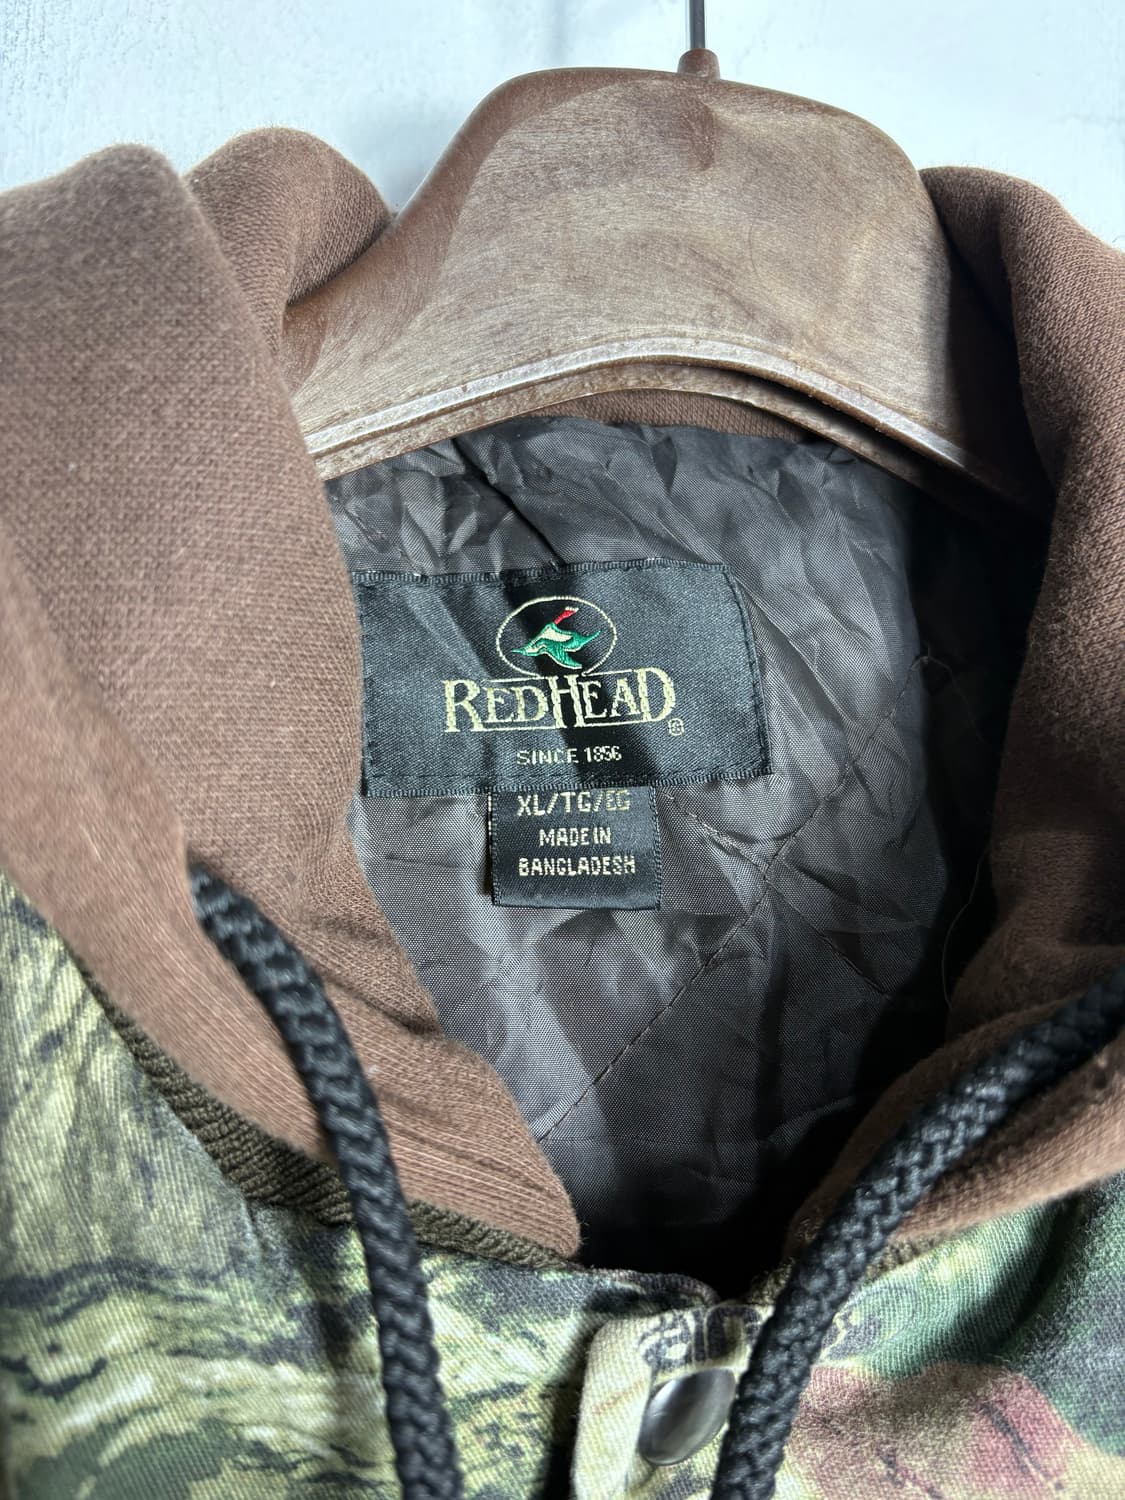 REDHEAD®
SINCE 1856
XL/TG/EG
MADE IN
BANGLADESH